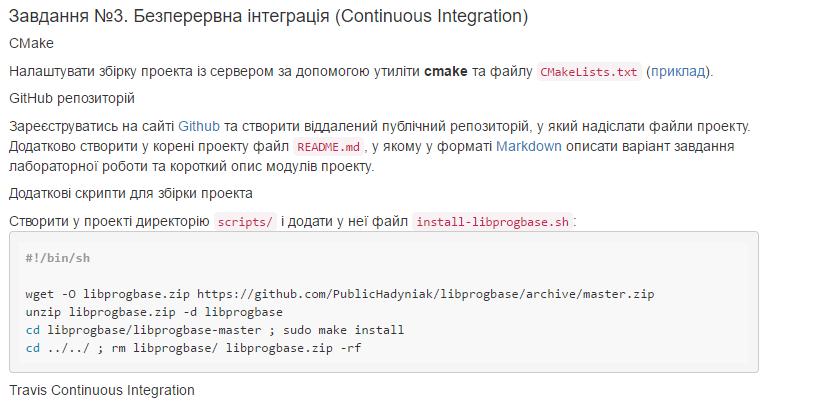 Завдання №3. Безперервна інтеграція (Continuous Integration)
CMake
Налаштувати збірку проекта із сервером за допомогою утиліти cmake та файлу CMakeLists.txt (приклад).
GitHub репозиторій
Зареєструватись на сайті Github та створити віддалений публічний репозиторій, у який надіслати файли проекту.
Додатково створити у корені проекту файл README.md , у якому у форматі Markdown описати варіант завдання
лабораторної роботи та короткий опис модулів проекту.
Додаткові скрипти для збірки проекта
Створити у проекті директорію scripts/ і додати у неї файл install-libprogbase.sh:
#!/bin/sh
wget -O libprogbase.zip https://github.com/PublicHadyniak/libprogbase/archive/master.zip
unzip libprogbase.zip -d libprogbase
cd libprogbase/libprogbase-master ; sudo make install
cd ../../ ; rm libprogbase/ libprogbase.zip -rf
Travis Continuous Integration